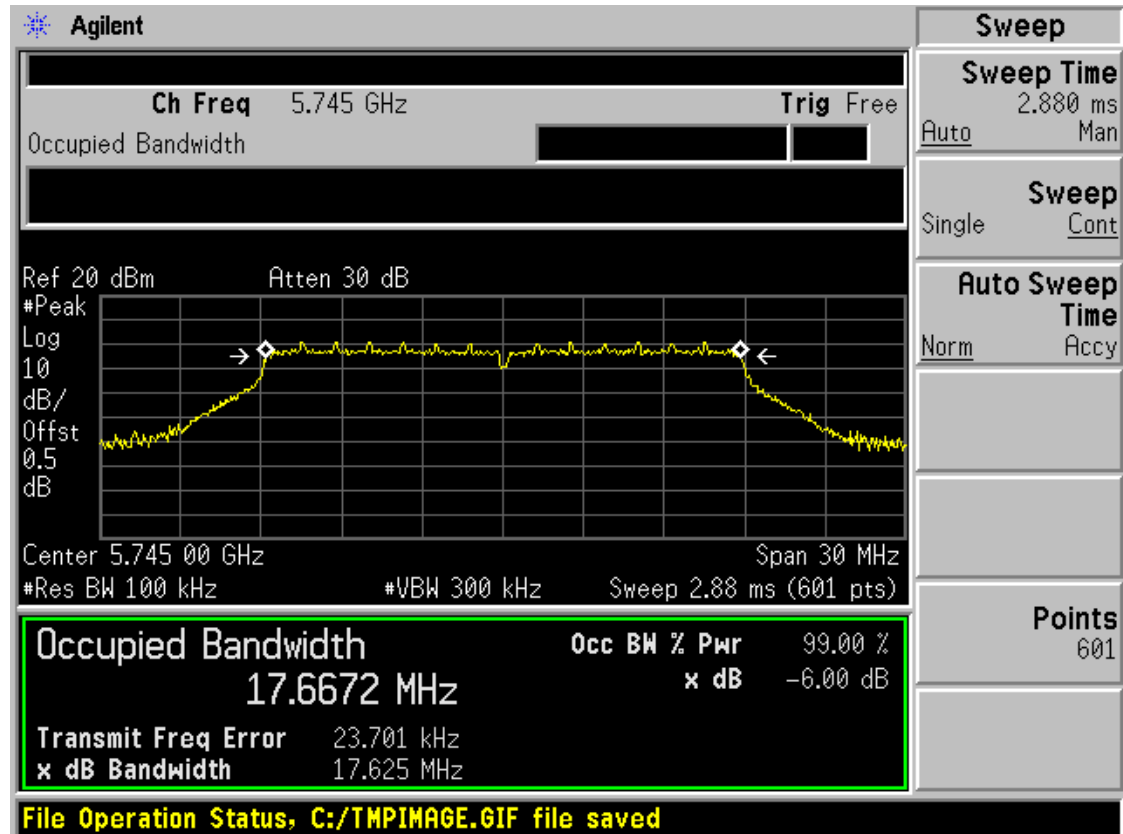 Agilent
Sweep
Ch Freq 5.745 GHz Trig Free
Occupied Bandwidth
Sweep Time
2.880 ms
Auto Man
Sweep
Single Cont
Auto Sweep
Time
Norm Accy
Points
601
Ref 20 dBm Atten 30 dB
#Peak
Log
10
dB/
Offst
0.5
dB
Center 5.745 00 GHz Span 30 MHz
#Res BW 100 kHz #VBW 300 kHz Sweep 2.88 ms (601 pts)
Occupied Bandwidth
17.6672 MHz
Occ BW % Pwr 99.00 %
x dB -6.00 dB
Transmit Freq Error 23.701 kHz
x dB Bandwidth 17.625 MHz
File Operation Status, C:/TMPIMAGE.GIF file saved